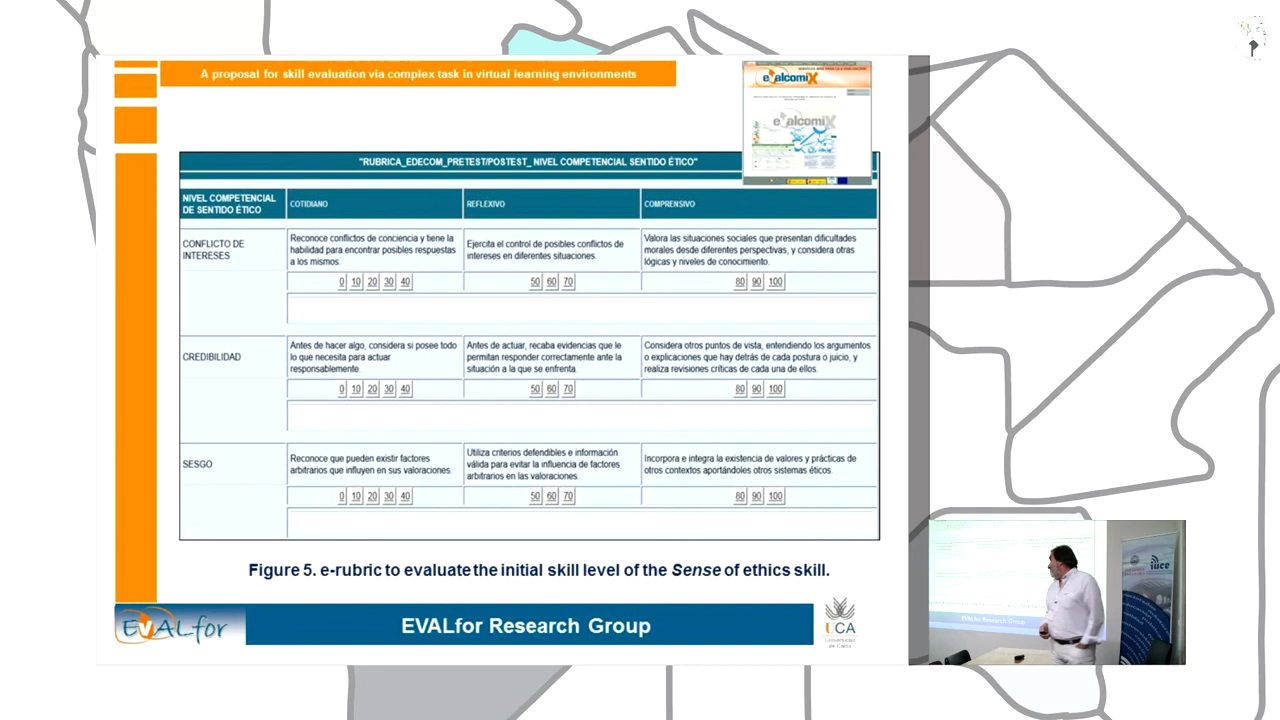 A proposal for skill evaluation via complex task in virtual learning environments
evalcomiX
evalcomiX
"RUBRICA_EDECOM_PRETEST/POSTEST_ NIVEL COMPETENCIAL SENTIDO ÉTICO"
NIVEL COMPETENCIAL
DE SENTIDO ÉTICO
COTIDIANO
REFLEXIVO
COMPRENSIVO
CONFLICTO DE
INTERESES
Reconoce conflictos de conciencia y tiene la
habilidad para encontrar posibles respuestas
a los mismos.
Ejercita el control de posibles conflictos de
intereses en diferentes situaciones.
Valora las situaciones sociales que presentan dificultades
morales desde diferentes perspectivas, y considera otras
lógicas y niveles de conocimiento.
0 10 20 30 40
50 60 70
80 90 100
CREDIBILIDAD
Antes de hacer algo, considera si posee todo
lo que necesita para actuar
responsablemente.
Antes de actuar, recaba evidencias que le
permitan responder correctamente ante la
situación a la que se enfrenta.
Considera otros puntos de vista, entendiendo los argumentos
o explicaciones que hay detrás de cada postura o juicio, y
realiza revisiones críticas de cada una de ellos.
0 10 20 30 40
50 60 70
80 90 100
SESGO
Reconoce que pueden existir factores
arbitrarios que influyen en sus valoraciones.
Utiliza criterios defendibles e información
válida para evitar la influencia de factores
arbitrarios en las valoraciones.
Incorpora e integra la existencia de valores y prácticas de
otros contextos aportándoles otros sistemas éticos.
0 10 20 30 40
50 60 70
80 90 100
Figure 5. e-rubric to evaluate the initial skill level of the Sense of ethics skill.
EVALfor
EVALfor Research Group
UCA
Universidad
de Cádiz
EVALfor Research Group
iuce